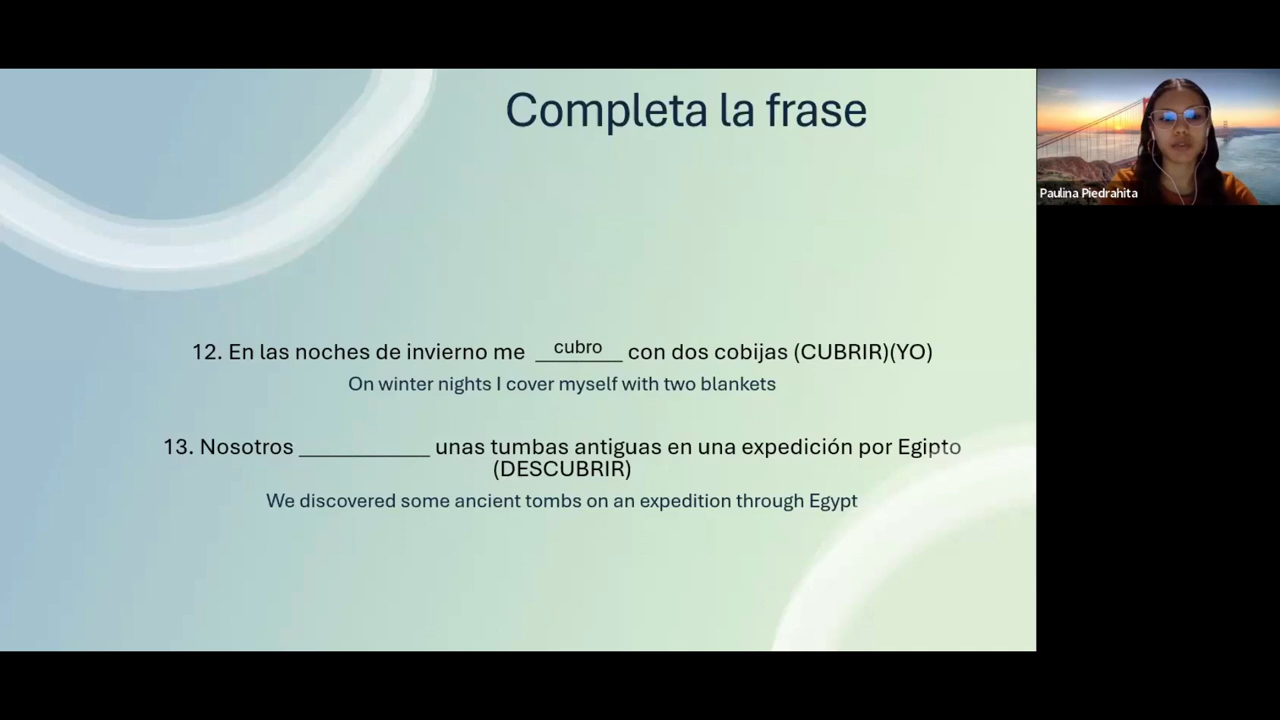 Completa la frase
Paulina Piedrahita
12. En las noches de invierno me cubro con dos cobijas (CUBRIR)(YO)
On winter nights I cover myself with two blankets
13. Nosotros ____________ unas tumbas antiguas en una expedición por Egipto
(DESCUBRIR)
We discovered some ancient tombs on an expedition through Egypt